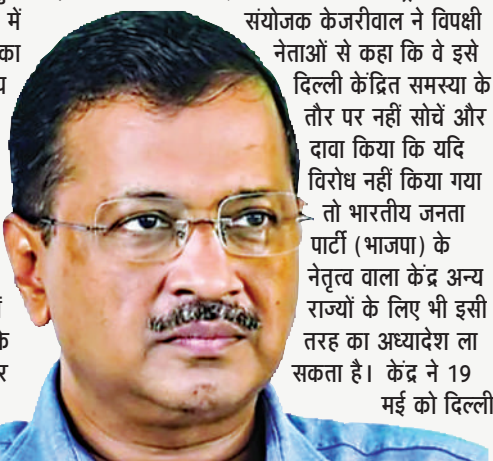 में
का
संयोजक केजरीवाल ने विपक्षी
नेताओं से कहा कि वे इसे
दिल्ली केंद्रित समस्या के
तौर पर नहीं सोचें और
दावा किया कि यदि
विरोध नहीं किया गया
तो भारतीय जनता
पार्टी (भाजपा) के
नेतृत्व वाला केंद्र अन्य
राज्यों के लिए भी इसी
तरह का अध्यादेश ला
सकता है। केंद्र ने 19
मई को दिल्ली